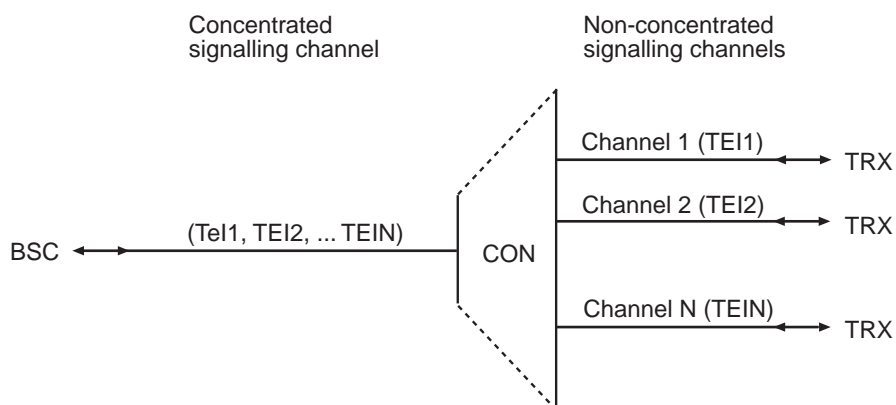 Concentrated
signalling channel
Non-concentrated
signalling channels
Channel 1 (TEI1)
TRX
Channel 2 (TEI2)
TRX
BSC
(TeI1, TEI2, ... TEIN)
CON
Channel N (TEIN)
TRX